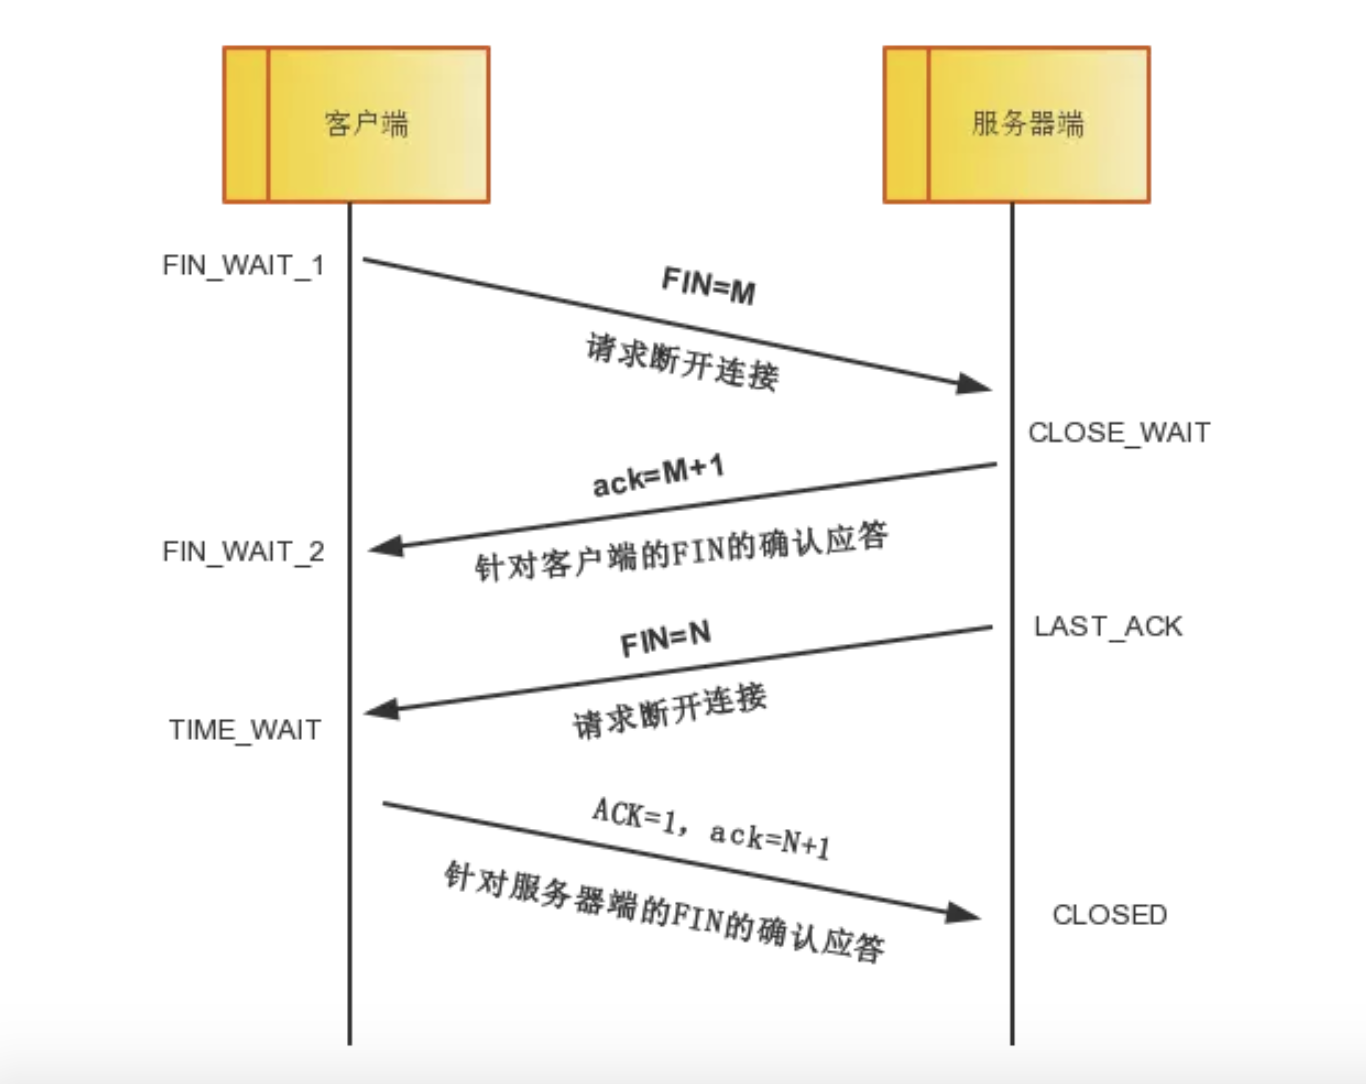 客户端
服务器端
FIN_WAIT_1
FIN=M
请求断开连接
CLOSE_WAIT
ack=M+1
针对客户端的FIN的确认应答
FIN_WAIT_2
LAST_ACK
FIN=N
请求断开连接
TIME_WAIT
ACK=1, ack=N+1
针对服务器端的FIN的确认应答
CLOSED